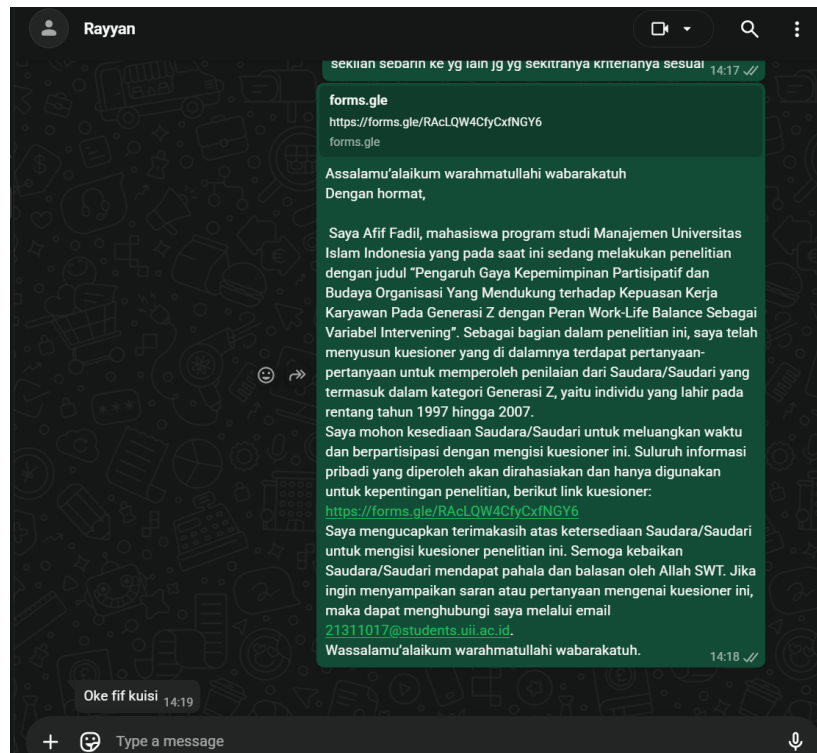 Rayyan
sekilan sebarin ke yg lain jg yg sekitranya kriterianya sesuai 14:17
forms.gle
https://forms.gle/RAcLQW4CfyCxfNGY6
forms.gle
Assalamu'alaikum warahmatullahi wabarakatuh
Dengan hormat,
Saya Afif Fadil, mahasiswa program studi Manajemen Universitas
Islam Indonesia yang pada saat ini sedang melakukan penelitian
dengan judul “Pengaruh Gaya Kepemimpinan Partisipatif dan
Budaya Organisasi Yang Mendukung terhadap Kepuasan Kerja
Karyawan Pada Generasi Z dengan Peran Work-Life Balance Sebagai
Variabel Intervening”. Sebagai bagian dalam penelitian ini, saya telah
menyusun kuesioner yang di dalamnya terdapat pertanyaan-
pertanyaan untuk memperoleh penilaian dari Saudara/Saudari yang
termasuk dalam kategori Generasi Z, yaitu individu yang lahir pada
rentang tahun 1997 hingga 2007.
Saya mohon kesediaan Saudara/Saudari untuk meluangkan waktu
dan berpartisipasi dengan mengisi kuesioner ini. Suluruh informasi
pribadi yang diperoleh akan dirahasiakan dan hanya digunakan
untuk kepentingan penelitian, berikut link kuesioner:
https://forms.gle/RAcLQW4CfyCxfNGY6
Saya mengucapkan terimakasih atas ketersediaan Saudara/Saudari
untuk mengisi kuesioner penelitian ini. Semoga kebaikan
Saudara/Saudari mendapat pahala dan balasan oleh Allah SWT. Jika
ingin menyampaikan saran atau pertanyaan mengenai kuesioner ini,
maka dapat menghubungi saya melalui email
21311017@students.uii.ac.id.
Wassalamu'alaikum warahmatullahi wabarakatuh.
14:18
Oke fif kuisi 14:19
Type a message